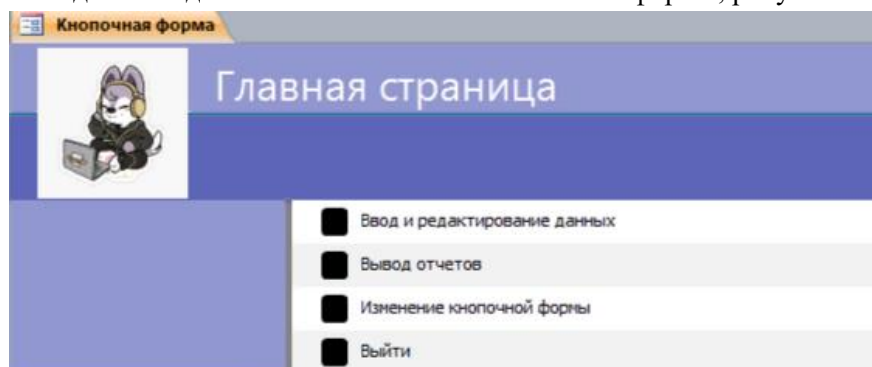 Кнопочная форма
Главная страница
Ввод и редактирование данных
Вывод отчетов
Изменение кнопочной формы
Выйти